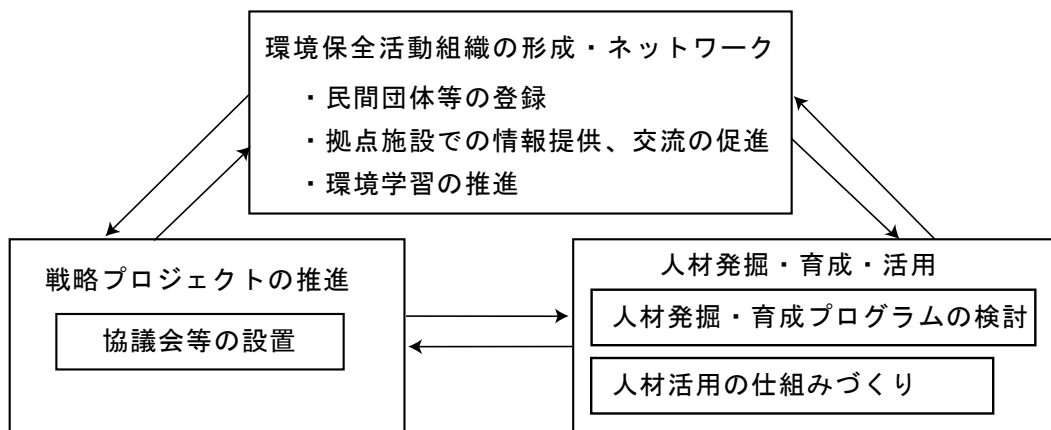 環境保全活動組織の形成・ネットワーク
・民間団体等の登録
・拠点施設での情報提供、交流の促進
・環境学習の推進
戦略プロジェクトの推進
協議会等の設置
人材発掘・育成・活用
人材発掘・育成プログラムの検討
人材活用の仕組みづくり